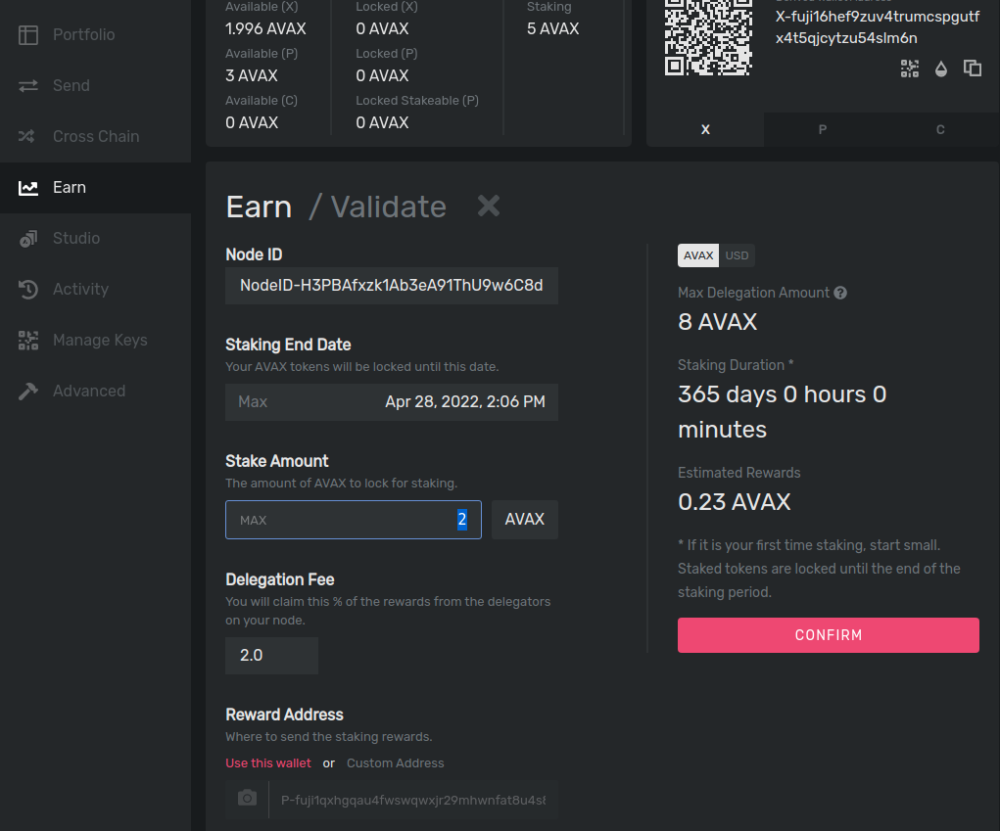 Portfolio
Send
Cross Chain
Earn
Studio
Activity
Manage Keys
Advanced
Available (X)
1.996 AVAX
Available (P)
3 AVAX
Available (C)
0 AVAX
Locked (X)
0 AVAX
Locked (P)
0 AVAX
Locked Stakeable (P)
0 AVAX
Staking
5 AVAX
X-fuji16hef9zuv4trumcspgutf
x4t5qjcytzu54slm6n
X
P
C
Earn / Validate
Node ID
NodeID-H3PBAfxzk1Ab3eA91ThU9w6C8d
Staking End Date
Your AVAX tokens will be locked until this date.
Max
Apr 28, 2022, 2:06 PM
Stake Amount
The amount of AVAX to lock for staking.
MAX
2
AVAX
Delegation Fee
You will claim this % of the rewards from the delegators
on your node.
2.0
Reward Address
Where to send the staking rewards.
Use this wallet or Custom Address
P-fuji1qxhgqau4fwswqwxjr29mhwnfat8u4s
AVAX
USD
Max Delegation Amount ?
8 AVAX
Staking Duration *
365 days 0 hours 0
minutes
Estimated Rewards
0.23 AVAX
* If it is your first time staking, start small.
Staked tokens are locked until the end of the
staking period.
CONFIRM